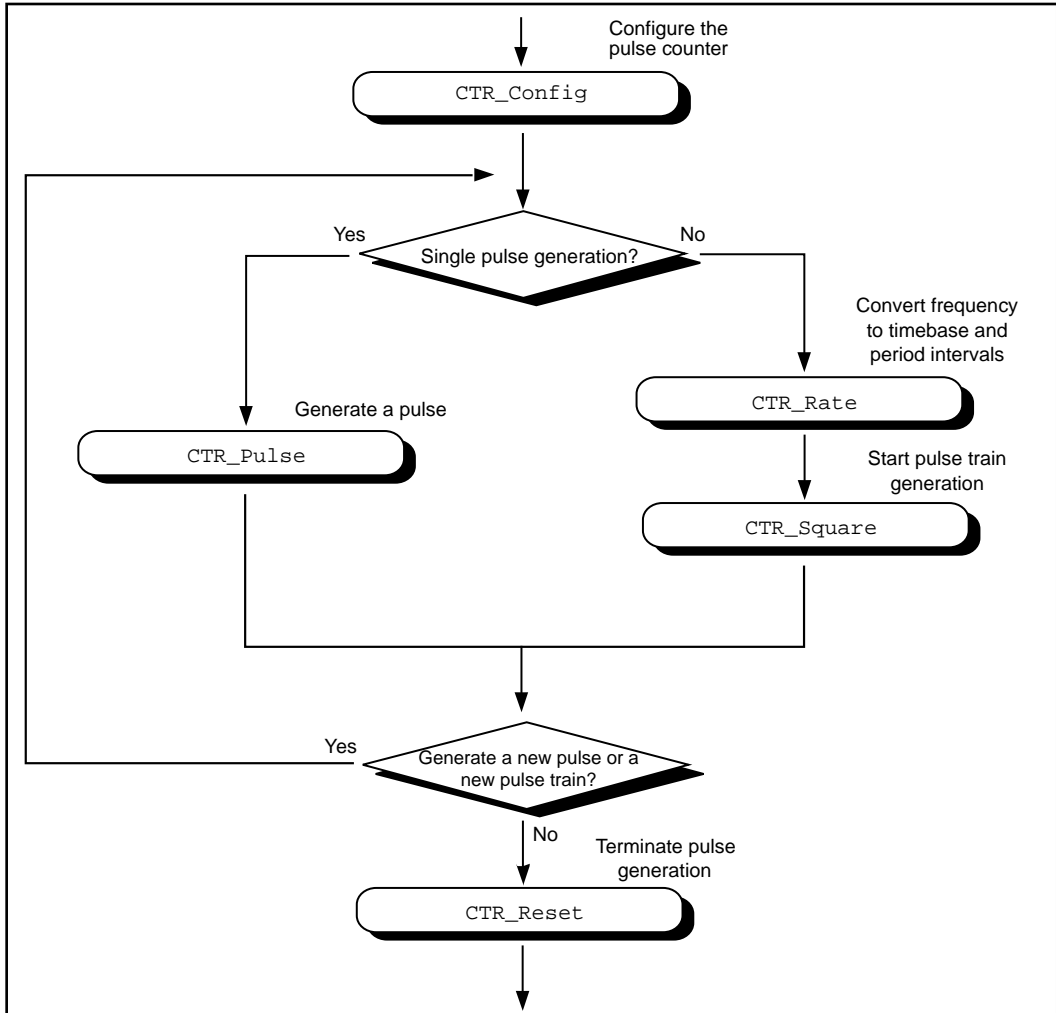 Configure the
pulse counter
CTR_Config
Yes
No
Single pulse generation?
Convert frequency
to timebase and
period intervals
CTR_Rate
Generate a pulse
CTR_Pulse
Start pulse train
generation
CTR_Square
Yes
Generate a new pulse or a
new pulse train?
No
Terminate pulse
generation
CTR_Reset